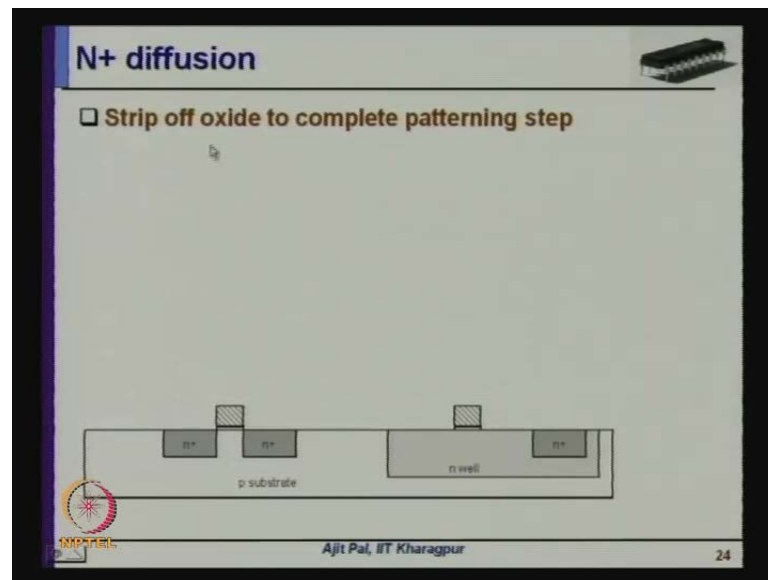 N+ diffusion
❑ Strip off oxide to complete patterning step
n+ n+ n+
n well
p substrate
NPTEL
Ajit Pal, IIT Kharagpur
24